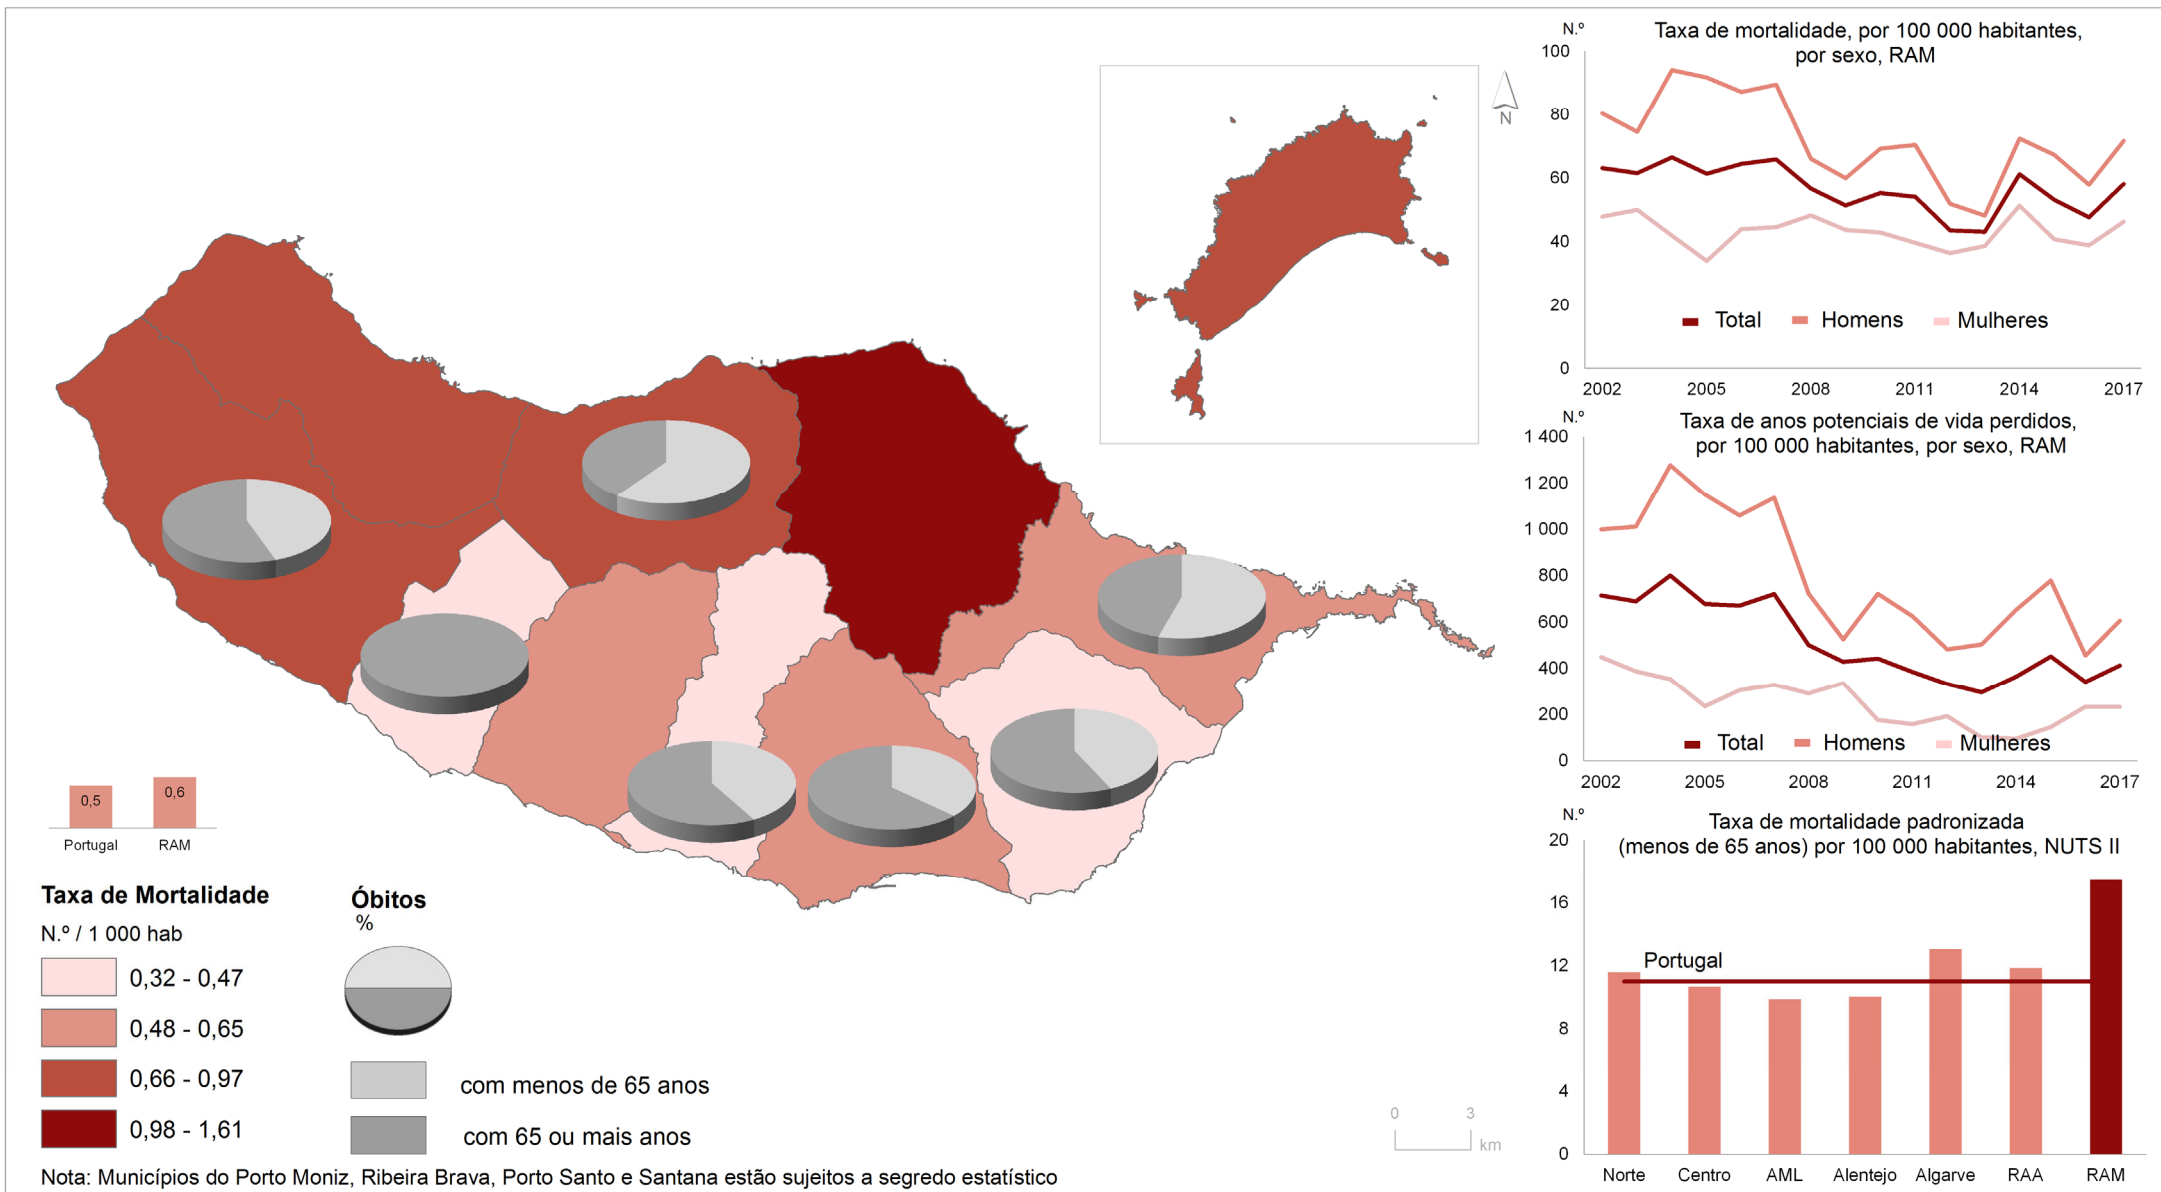 N
0,5
0,6
Portugal
RAM
Taxa de Mortalidade
N.º / 1 000 hab
0,32 - 0,47
0,48 - 0,65
0,66 - 0,97
0,98 - 1,61
Óbitos
%
com menos de 65 anos
com 65 ou mais anos
0 3
km
Nota: Municípios do Porto Moniz, Ribeira Brava, Porto Santo e Santana estão sujeitos a segredo estatístico
N.º
Taxa de mortalidade, por 100 000 habitantes,
por sexo, RAM
100
80
60
40
20
0
Total Homens Mulheres
2002 2005 2008 2011 2014 2017
N.º
Taxa de anos potenciais de vida perdidos,
por 100 000 habitantes, por sexo, RAM
1 400
1 200
1 000
800
600
400
200
0
Total Homens Mulheres
2002 2005 2008 2011 2014 2017
N.º
Taxa de mortalidade padronizada
(menos de 65 anos) por 100 000 habitantes, NUTS II
20
16
12
8
4
0
Portugal
Norte Centro AML Alentejo Algarve RAA RAM